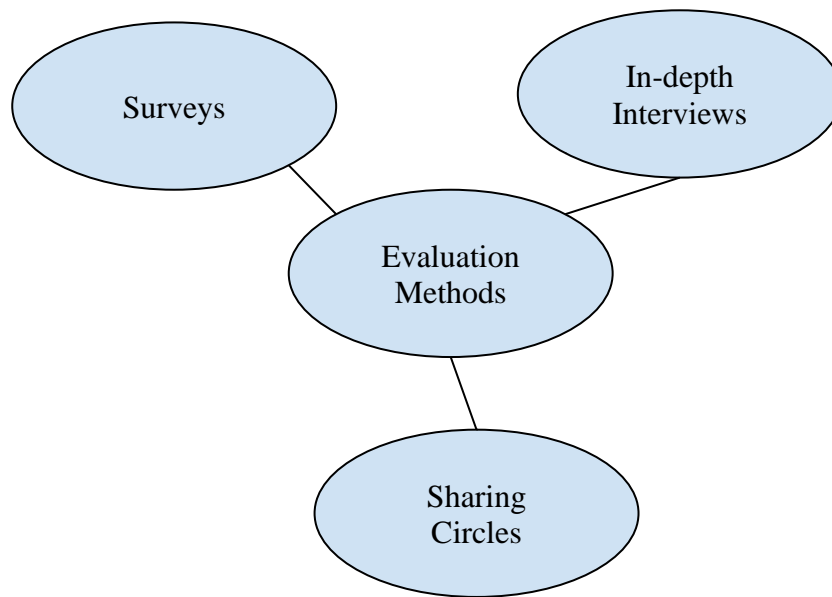 Surveys
In-depth
Interviews
Evaluation
Methods
Sharing
Circles